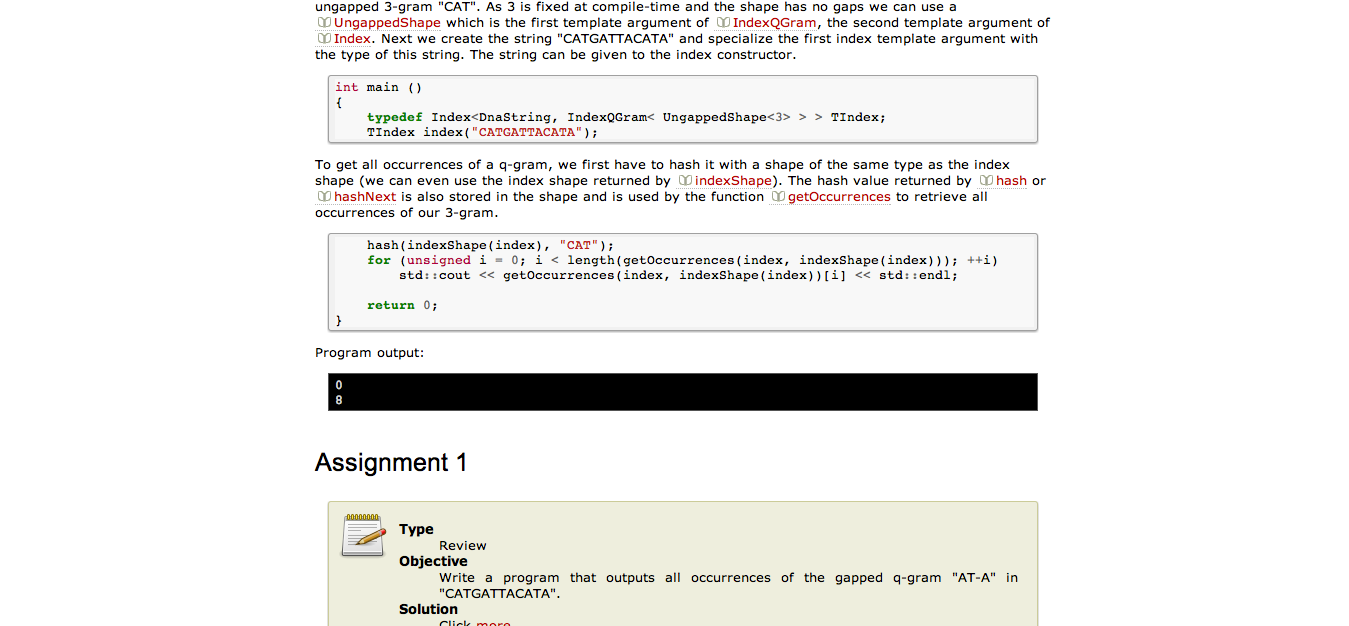 ungapped 3-gram "CAT". As 3 is fixed at compile-time and the shape has no gaps we can use a
UngappedShape which is the first template argument of IndexQGram, the second template argument of
Index. Next we create the string "CATGATTACATA" and specialize the first index template argument with
the type of this string. The string can be given to the index constructor.
int main ()
{
    typedef Index<DnaString, IndexQGram< UngappedShape<3> > > TIndex;
    TIndex index("CATGATTACATA");
To get all occurrences of a q-gram, we first have to hash it with a shape of the same type as the index
shape (we can even use the index shape returned by indexShape). The hash value returned by hash or
hashNext is also stored in the shape and is used by the function getOccurrences to retrieve all
occurrences of our 3-gram.
    hash(indexShape(index), "CAT");
    for (unsigned i = 0; i < length(getOccurrences(index, indexShape(index))); ++i)
        std::cout << getOccurrences(index, indexShape(index))[i] << std::endl;
    return 0;
}
Program output:
0
8
Assignment 1
Type
Review
Objective
Write a program that outputs all occurrences of the gapped q-gram "AT-A" in
"CATGATTACATA".
Solution
Click more